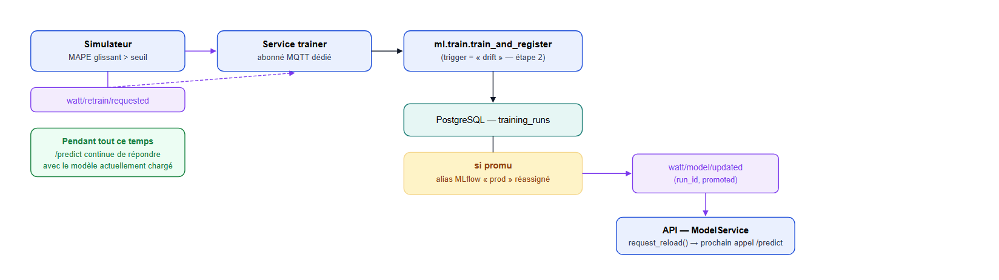 Simulateur
MAPE glissant > seuil
Service trainer
abonné MQTT dédié
ml.train.train_and_register
(trigger = « drift » — étape 2)
watt/retrain/requested
PostgreSQL — training_runs
Pendant tout ce temps
/predict continue de répondre
avec le modèle actuellement chargé
si promu
alias MLflow « prod » réassigné
watt/model/updated
(run_id, promoted)
API — ModelService
request_reload() → prochain appel /predict